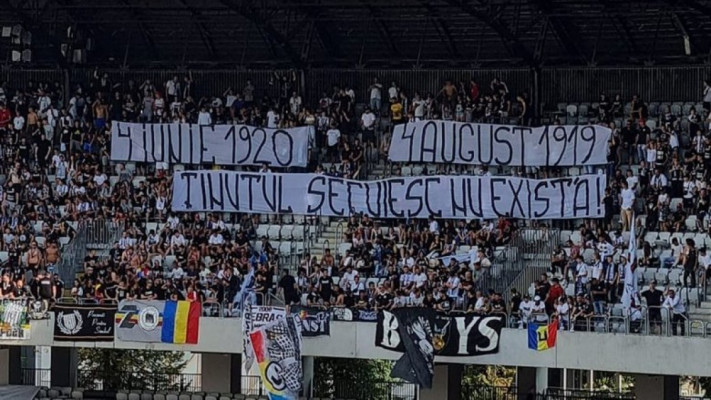 4 IUNIE 1920
4 AUGUST 1919
ȚINUTUL SECUIESC NU EXISTĂ!
BOYS